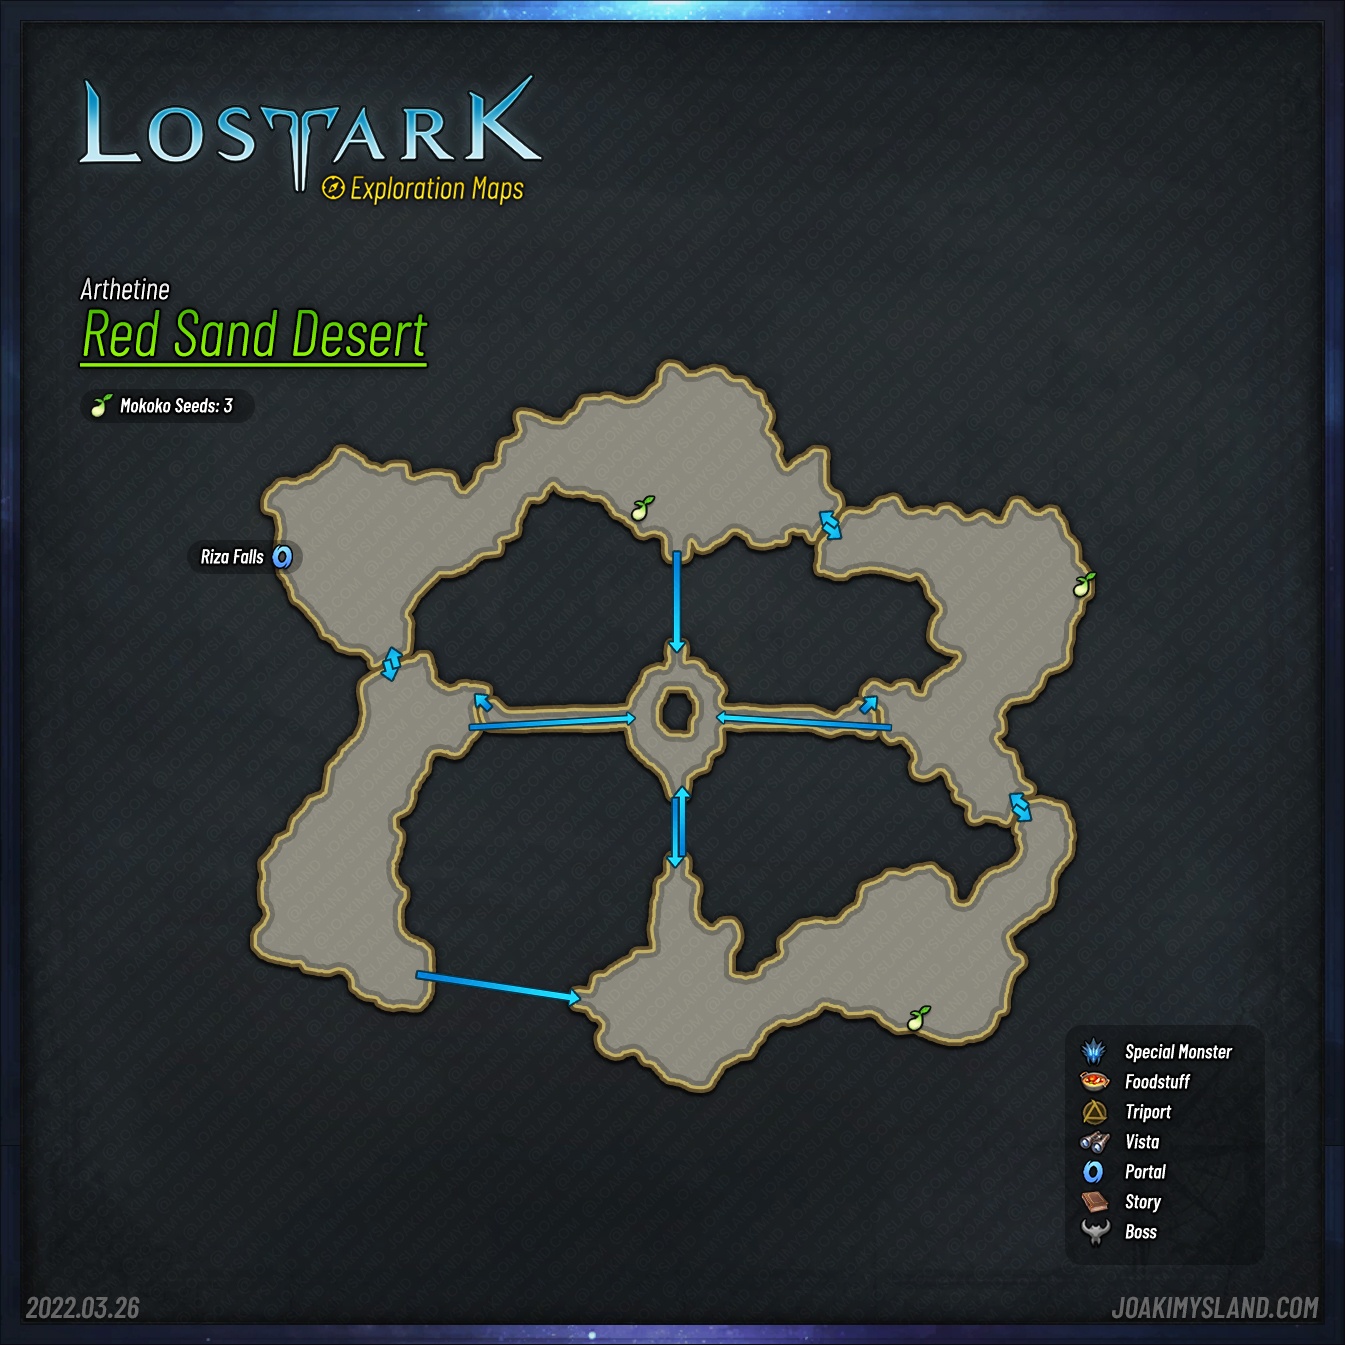 LOSTARK
Exploration Maps
Arthetine
Red Sand Desert
Mokoko Seeds: 3
Riza Falls
Special Monster
Foodstuff
Triport
Vista
Portal
Story
Boss
2022.03.26
JOAKIMYSLAND.COM